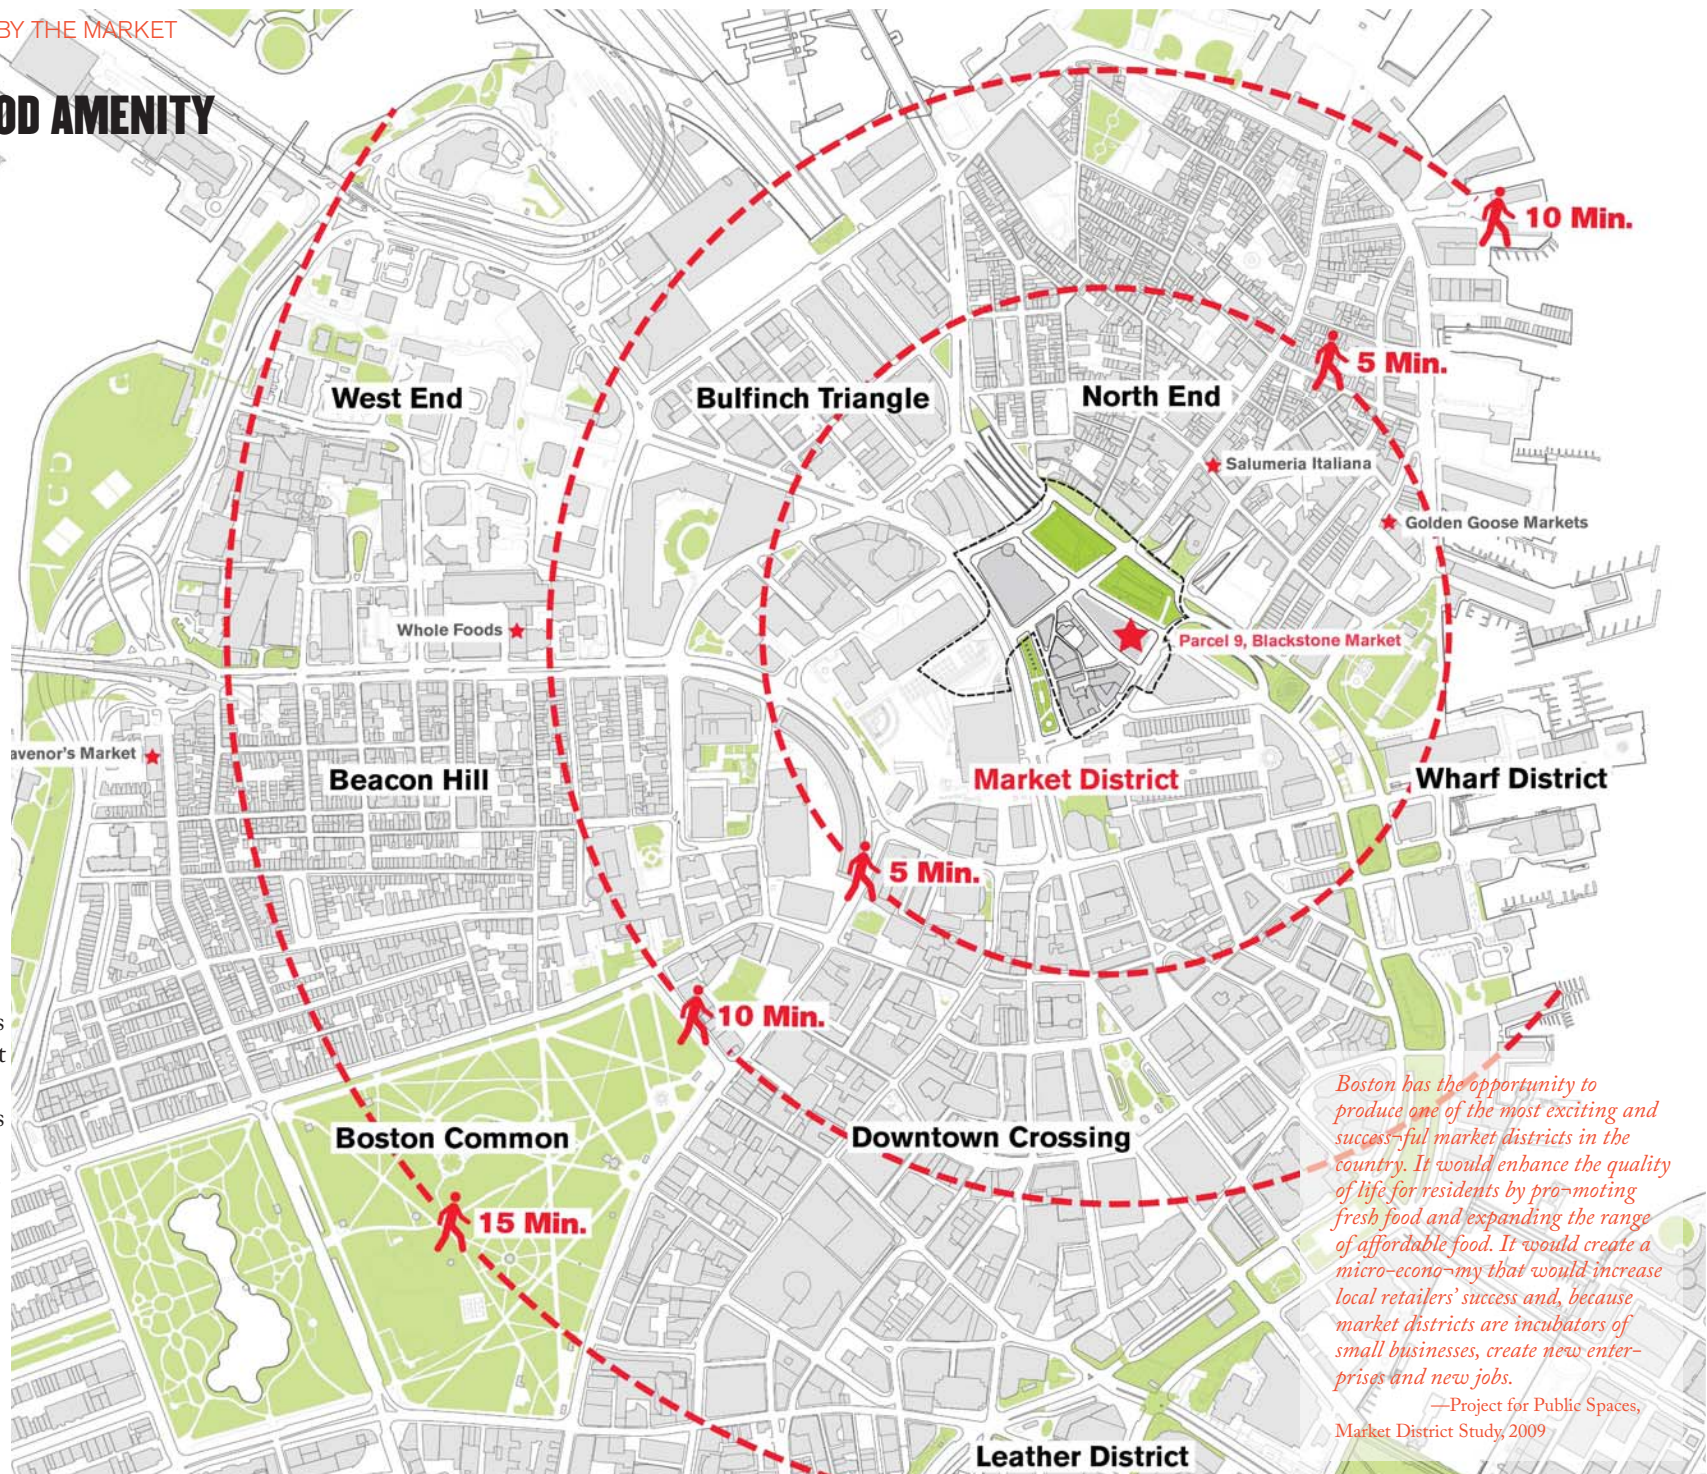 BY THE MARKET
OD AMENITY
10 Min.
5 Min.
West End
Bulfinch Triangle
North End
Salumeria Italiana
Golden Goose Markets
Whole Foods
Parcel 9, Blackstone Market
avenor's Market
Beacon Hill
Market District
Wharf District
5 Min.
10 Min.
s
t
s
Boston Common
Downtown Crossing
15 Min.
Leather District
Boston has the opportunity to
produce one of the most exciting and
success¬ful market districts in the
country. It would enhance the quality
of life for residents by pro¬moting
fresh food and expanding the range
of affordable food. It would create a
micro-econo¬my that would increase
local retailers' success and, because
market districts are incubators of
small businesses, create new enter-
prises and new jobs.
—Project for Public Spaces,
Market District Study, 2009